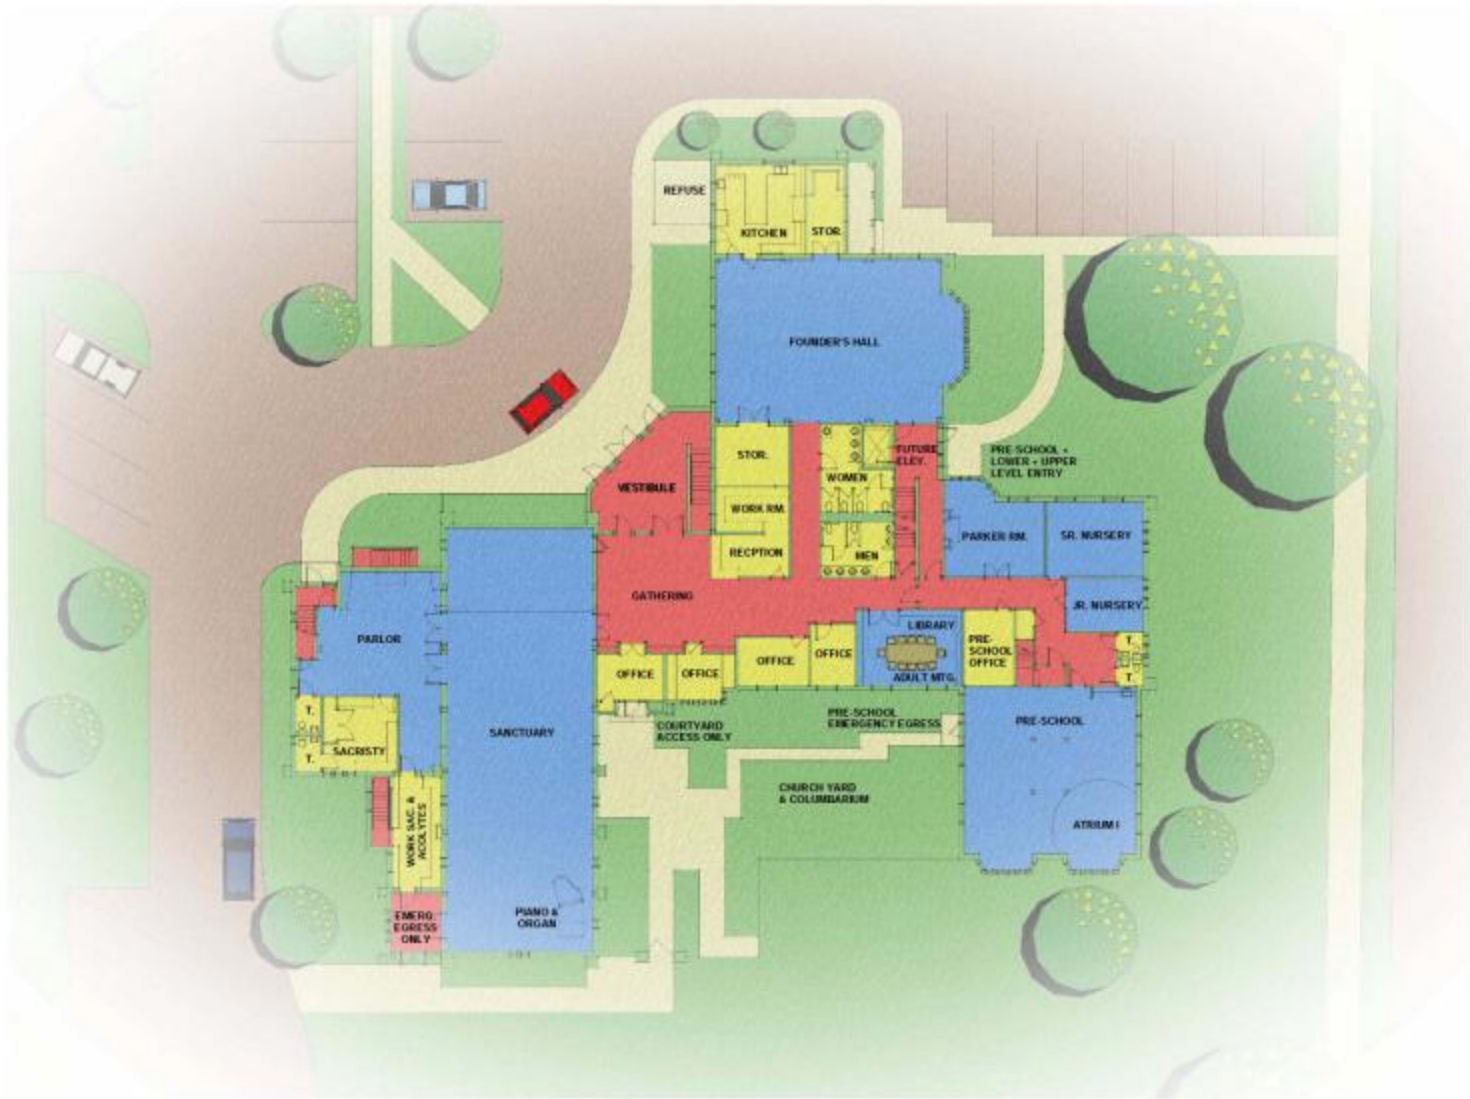 REFUSE
KITCHEN
STOR.
FOUNDER'S HALL
STOR.
WORK RM.
RECPTION
VESTIBULE
GATHERING
WOMEN
MEN
FUTURE
ELEV.
PRE-SCHOOL +
LOWER + UPPER
LEVEL ENTRY
PARKER RM.
SR. NURSERY
JR. NURSERY
T.
T.
LIBRARY
ADULT MTG.
PRE-
SCHOOL
OFFICE
OFFICE
OFFICE
OFFICE
OFFICE
PARLOR
T.
T.
SACRISTY
SANCTUARY
COURTYARD
ACCESS ONLY
PRE-SCHOOL
EMERGENCY EGRESS
PRE-SCHOOL
CHURCH YARD
& COLUMBARIUM
ATRIUM I
WORK SAC. &
ACOLYTES
EMERG.
EGRESS
ONLY
PIANO &
ORGAN